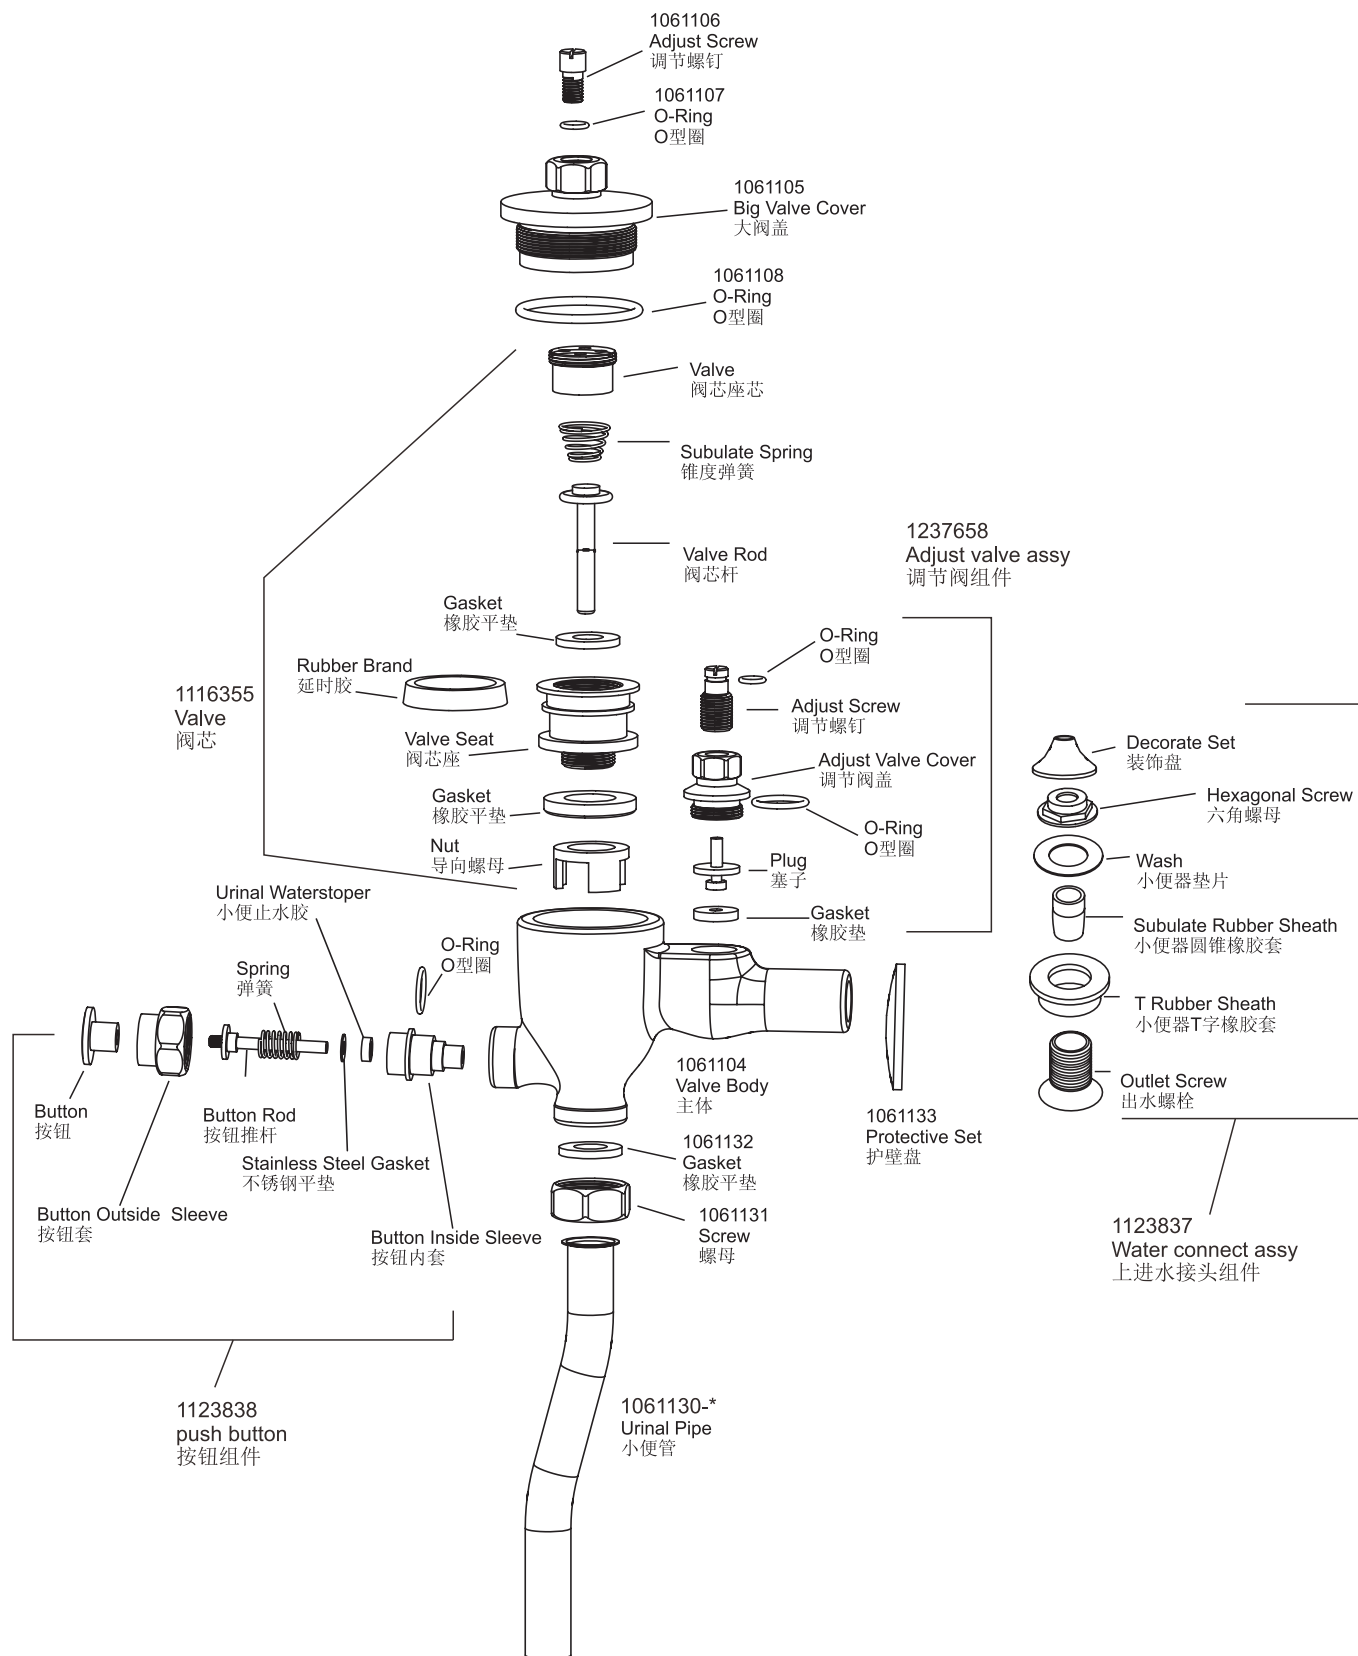 1061106
Adjust Screw
调节螺钉
1061107
O-Ring
O型圈
1061105
Big Valve Cover
大阀盖
1061108
O-Ring
O型圈
Valve
阀芯座芯
Subulate Spring
锥度弹簧
Valve Rod
阀芯杆
Gasket
橡胶平垫
Rubber Brand
延时胶
1116355
Valve
阀芯
Valve Seat
阀芯座
Gasket
橡胶平垫
Nut
导向螺母
1237658
Adjust valve assy
调节阀组件
O-Ring
O型圈
Adjust Screw
调节螺钉
Adjust Valve Cover
调节阀盖
O-Ring
O型圈
Plug
塞子
Gasket
橡胶垫
Decorate Set
装饰盘
Hexagonal Screw
六角螺母
Wash
小便器垫片
Subulate Rubber Sheath
小便器圆锥橡胶套
T Rubber Sheath
小便器T字橡胶套
Outlet Screw
出水螺栓
1123837
Water connect assy
上进水接头组件
Urinal Waterstoper
小便止水胶
O-Ring
O型圈
Spring
弹簧
Button
按钮
Button Rod
按钮推杆
Stainless Steel Gasket
不锈钢平垫
Button Outside Sleeve
按钮套
Button Inside Sleeve
按钮内套
1123838
push button
按钮组件
1061104
Valve Body
主体
1061133
Protective Set
护壁盘
1061132
Gasket
橡胶平垫
1061131
Screw
螺母
1061130-*
Urinal Pipe
小便管